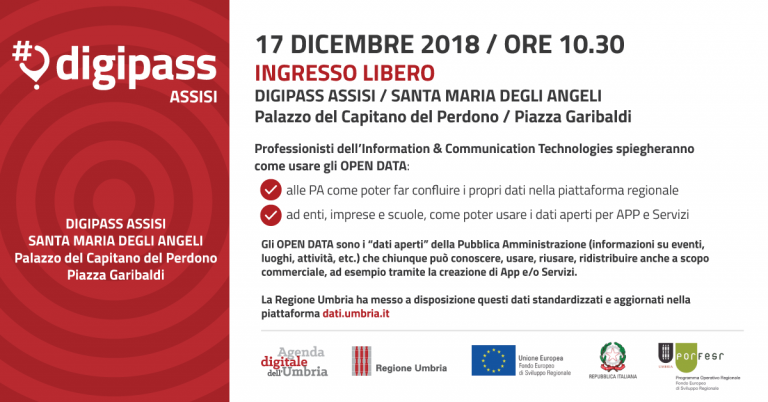 #digipass
ASSISI
DIGIPASS ASSISI
SANTA MARIA DEGLI ANGELI
Palazzo del Capitano del Perdono
Piazza Garibaldi
17 DICEMBRE 2018 / ORE 10.30
INGRESSO LIBERO
DIGIPASS ASSISI / SANTA MARIA DEGLI ANGELI
Palazzo del Capitano del Perdono / Piazza Garibaldi
Professionisti dell'Information & Communication Technologies spiegheranno
come usare gli OPEN DATA:
alle PA come poter far confluire i propri dati nella piattaforma regionale
ad enti, imprese e scuole, come poter usare i dati aperti per APP e Servizi
Gli OPEN DATA sono i “dati aperti” della Pubblica Amministrazione (informazioni su eventi,
luoghi, attività, etc.) che chiunque può conoscere, usare, riusare, ridistribuire anche a scopo
commerciale, ad esempio tramite la creazione di App e/o Servizi.
La Regione Umbria ha messo a disposizione questi dati standardizzati e aggiornati nella
piattaforma dati.umbria.it
Agenda
digitale
dell'Umbria
Regione Umbria
Unione Europea
Fondo Europeo
di Sviluppo Regionale
REPUBBLICA ITALIANA
UMBRIA
porfesr
Programma Operativo Regionale
Fondo Europeo
di Sviluppo Regionale